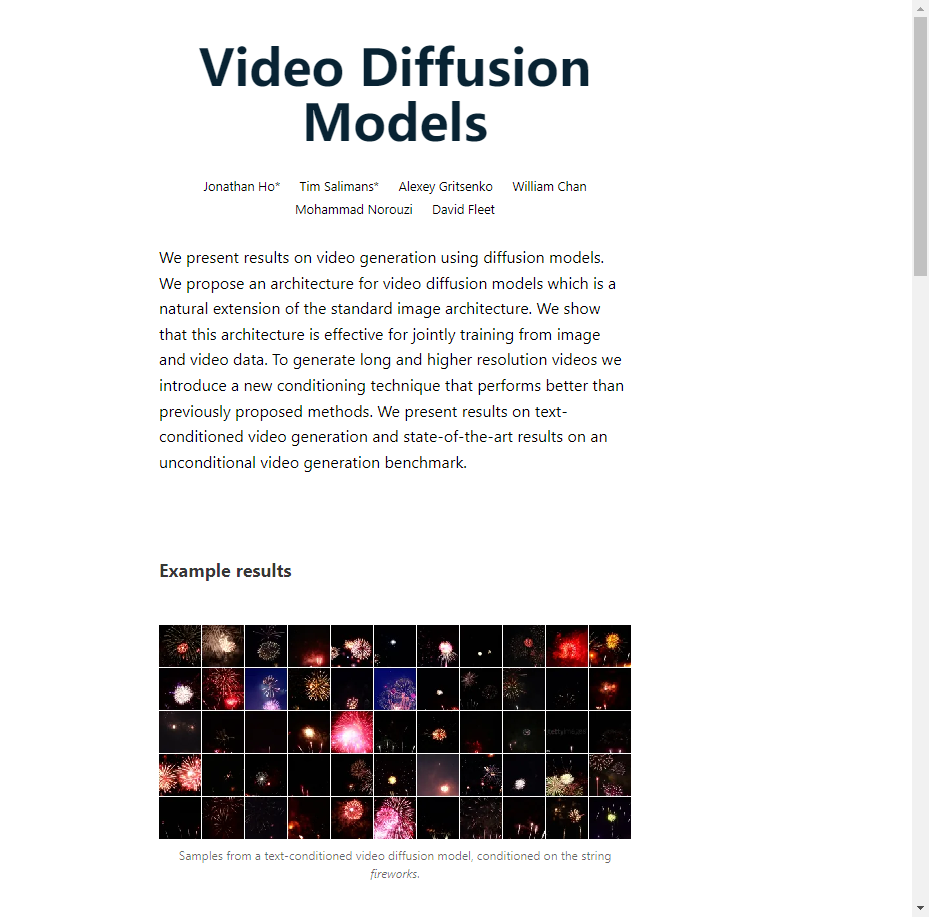 Video Diffusion
Models
Jonathan Ho* Tim Salimans* Alexey Gritsenko William Chan
Mohammad Norouzi David Fleet
We present results on video generation using diffusion models.
We propose an architecture for video diffusion models which is a
natural extension of the standard image architecture. We show
that this architecture is effective for jointly training from image
and video data. To generate long and higher resolution videos we
introduce a new conditioning technique that performs better than
previously proposed methods. We present results on text-
conditioned video generation and state-of-the-art results on an
unconditional video generation benchmark.
Example results
Samples from a text-conditioned video diffusion model, conditioned on the string
fireworks.